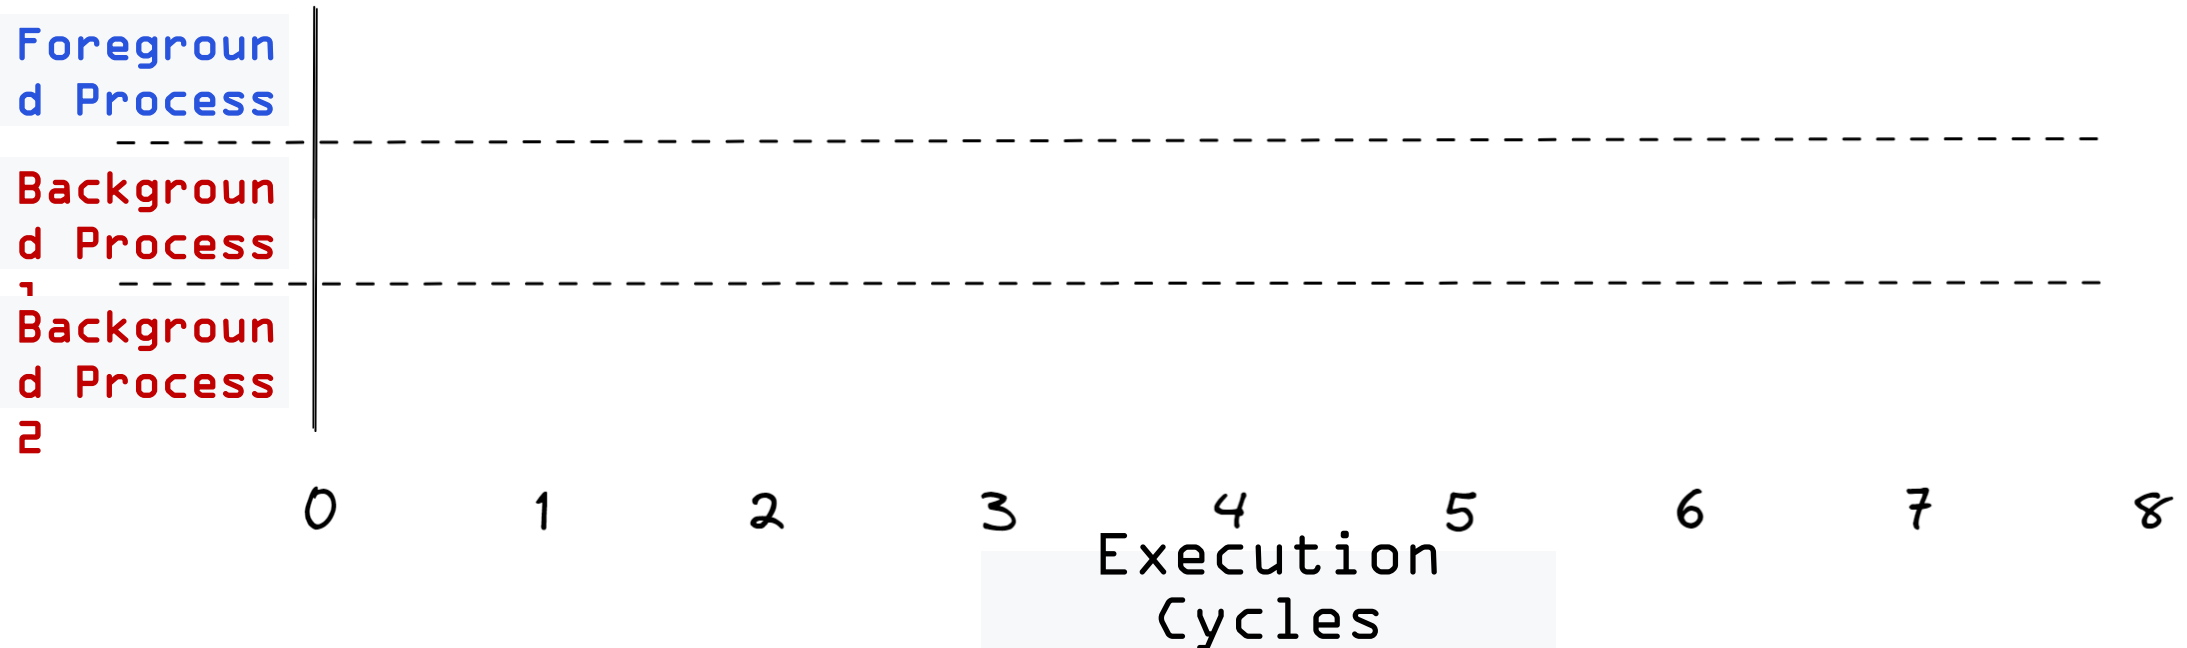 Foregroun
d Process
Backgroun
d Process
1
Backgroun
d Process
2
0 1 2 3 4 5 6 7 8
Execution
Cycles